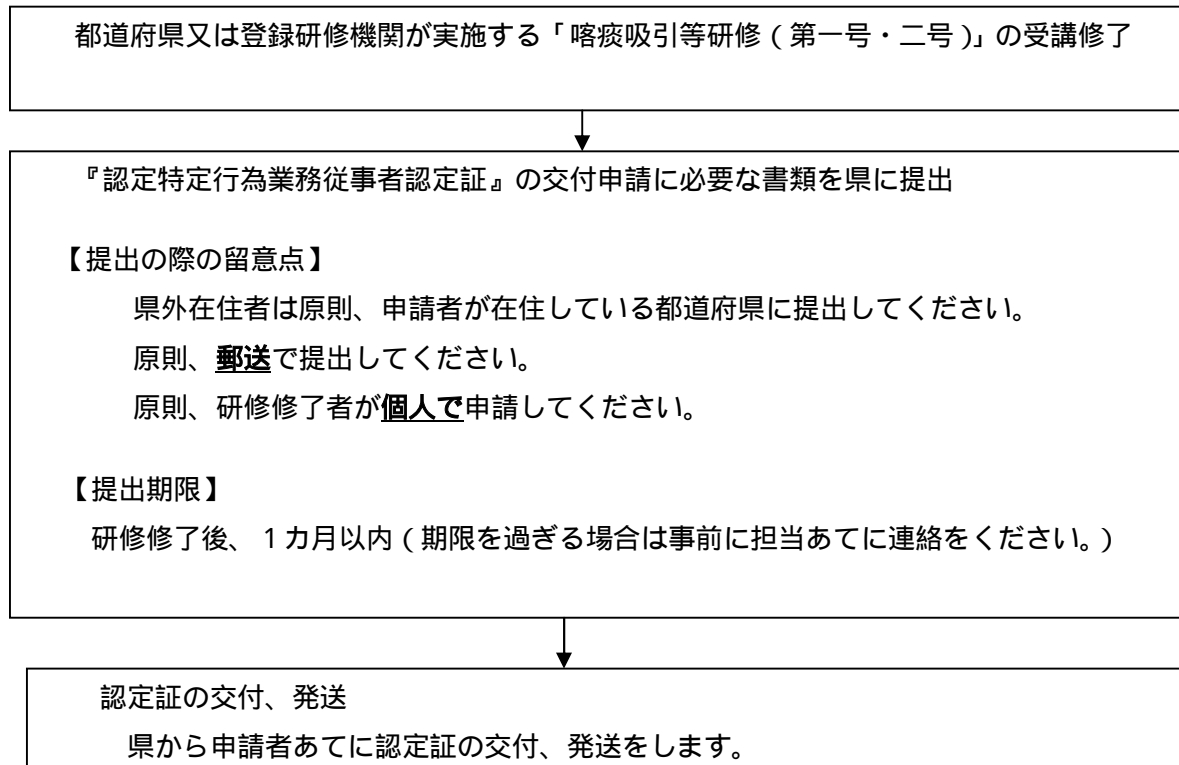 都道府県又は登録研修機関が実施する「喀痰吸引等研修(第一号・二号)」の受講修了
『認定特定行為業務従事者認定証』の交付申請に必要な書類を県に提出
【提出の際の留意点】
県外在住者は原則、申請者が在住している都道府県に提出してください。
原則、郵送で提出してください。
原則、研修修了者が個人で申請してください。
【提出期限】
研修修了後、1カ月以内(期限を過ぎる場合は事前に担当あてに連絡をください。)
認定証の交付、発送
県から申請者あてに認定証の交付、発送をします。